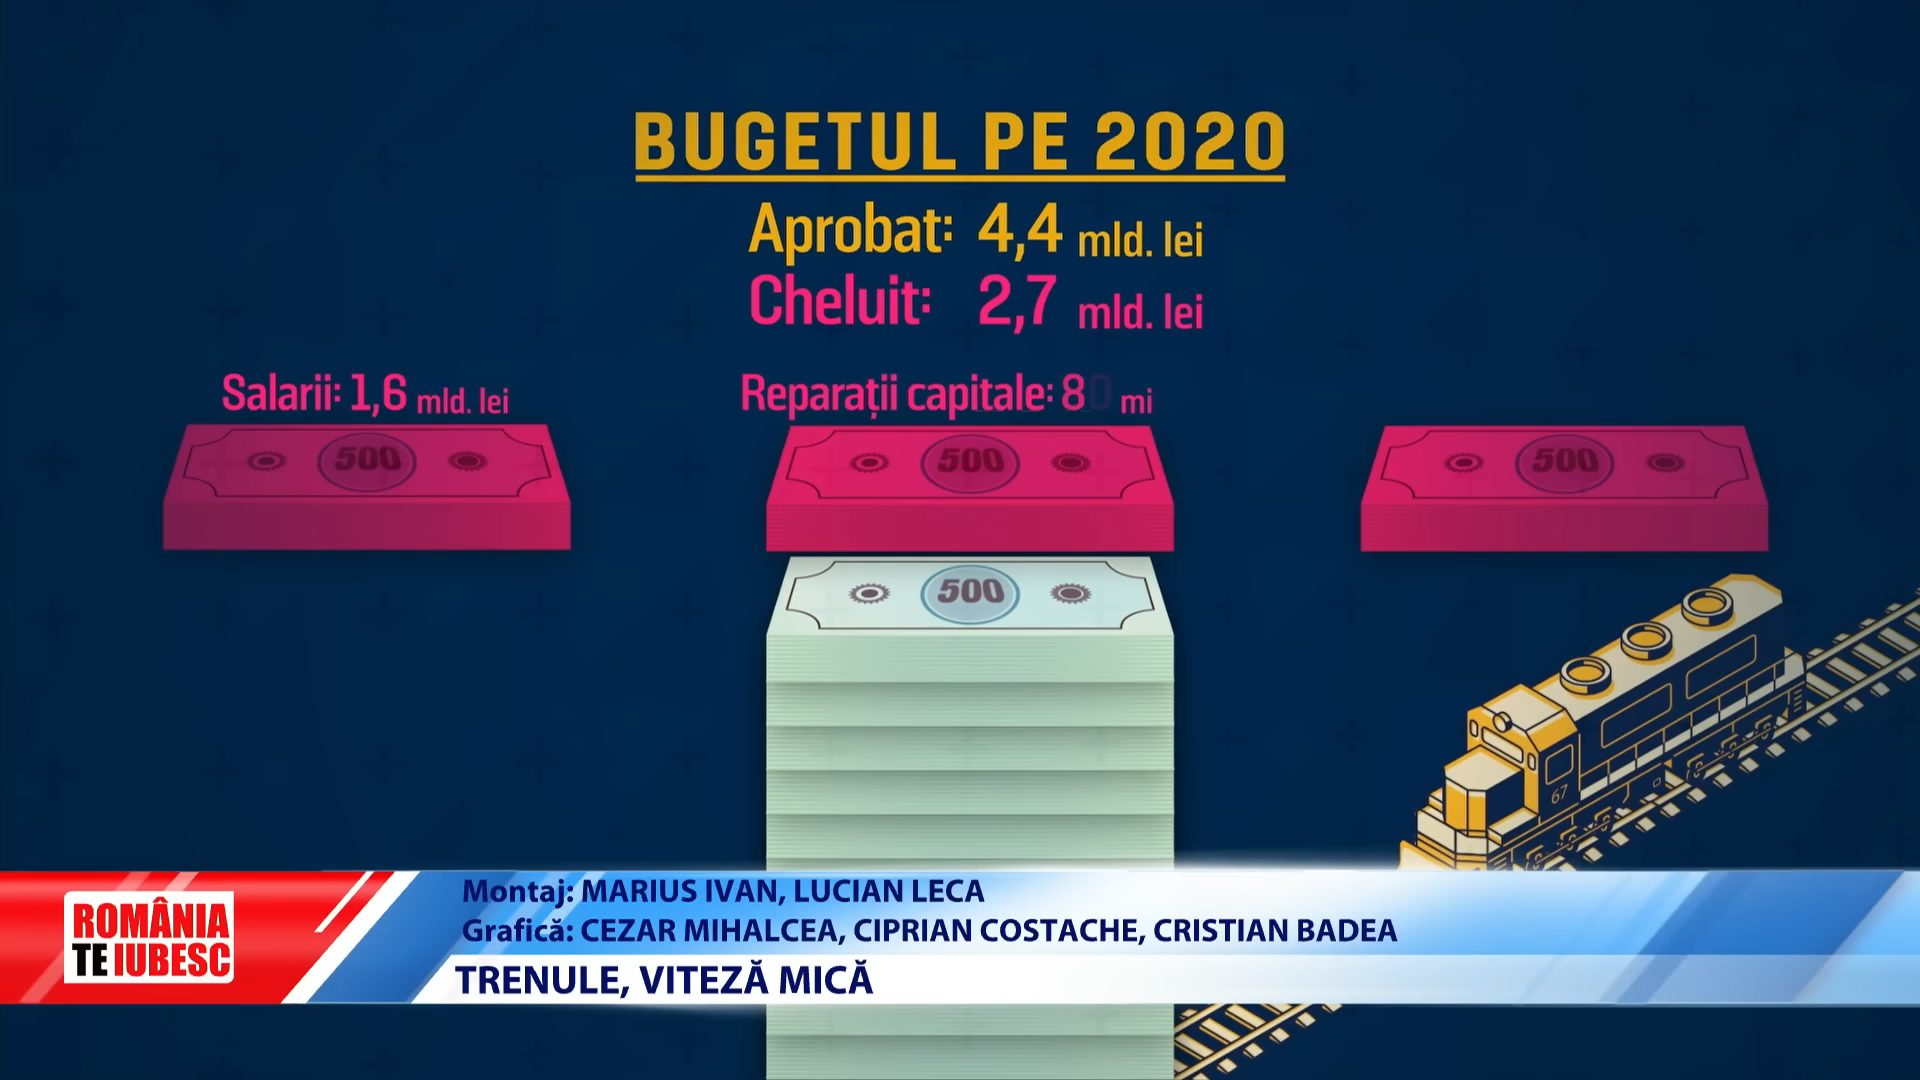 BUGETUL PE 2020
Aprobat: 4,4 mld. lei
Cheluit: 2,7 mld. lei
Salarii: 1,6 mld. lei
Reparații capitale: 80 mi
500
500
500
500
67
Montaj: MARIUS IVAN, LUCIAN LECA
Grafică: CEZAR MIHALCEA, CIPRIAN COSTACHE, CRISTIAN BADEA
ROMÂNIA
TE IUBESC
TRENULE, VITEZĂ MICĂ